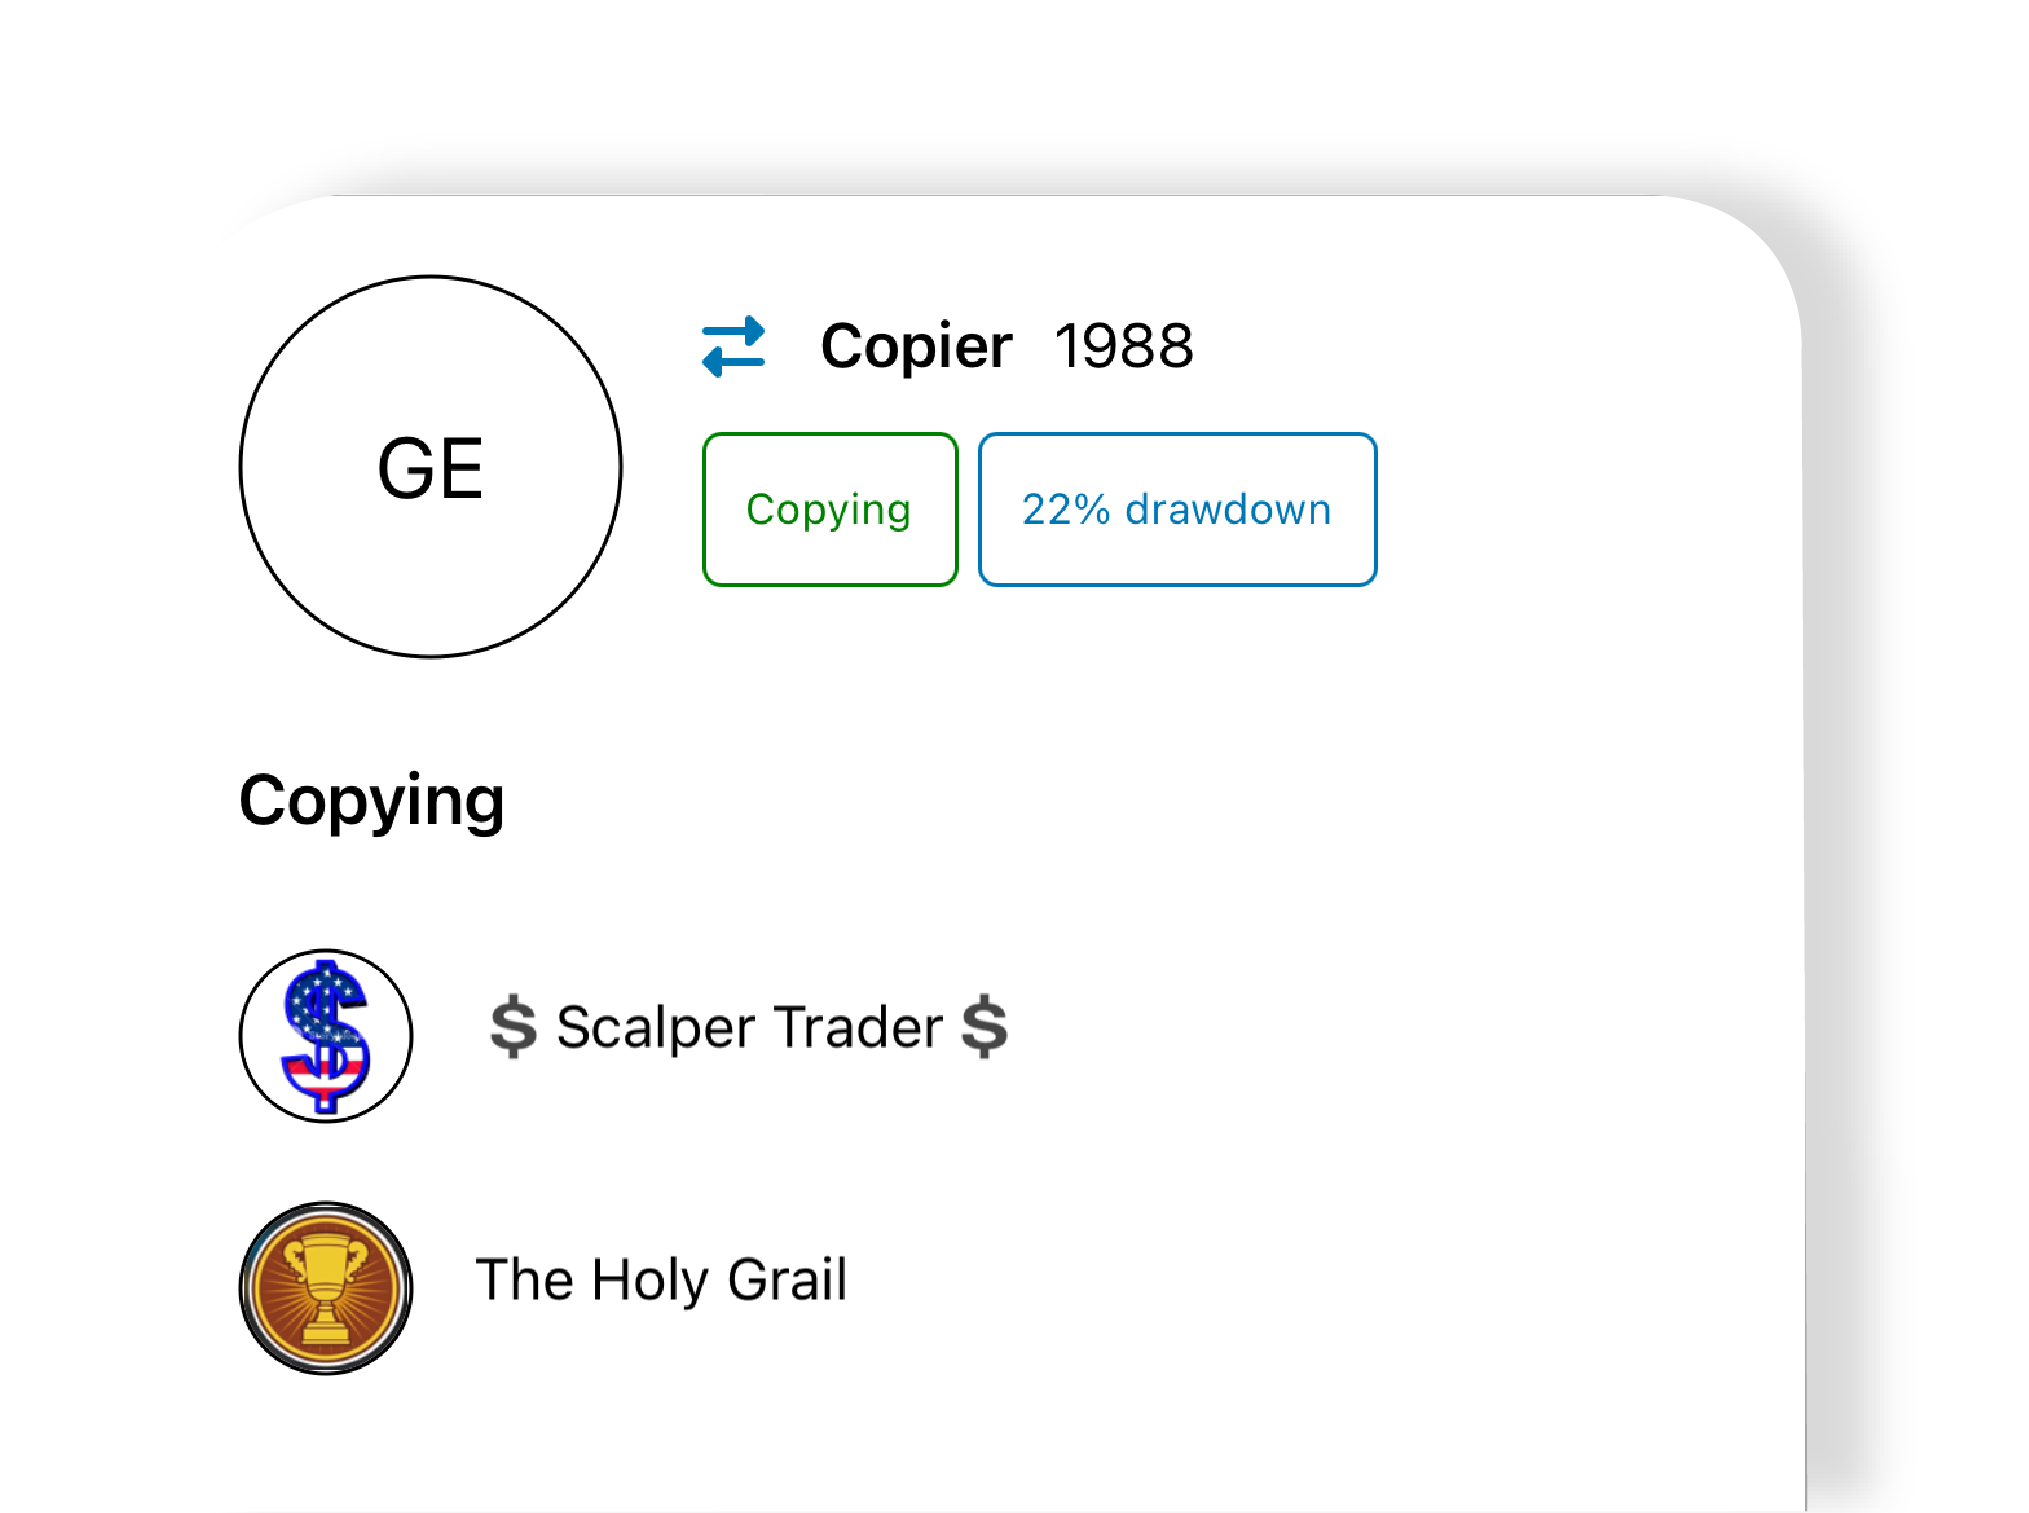 GE
Copier 1988
Copying
22% drawdown
Copying
💲 Scalper Trader 💲
The Holy Grail